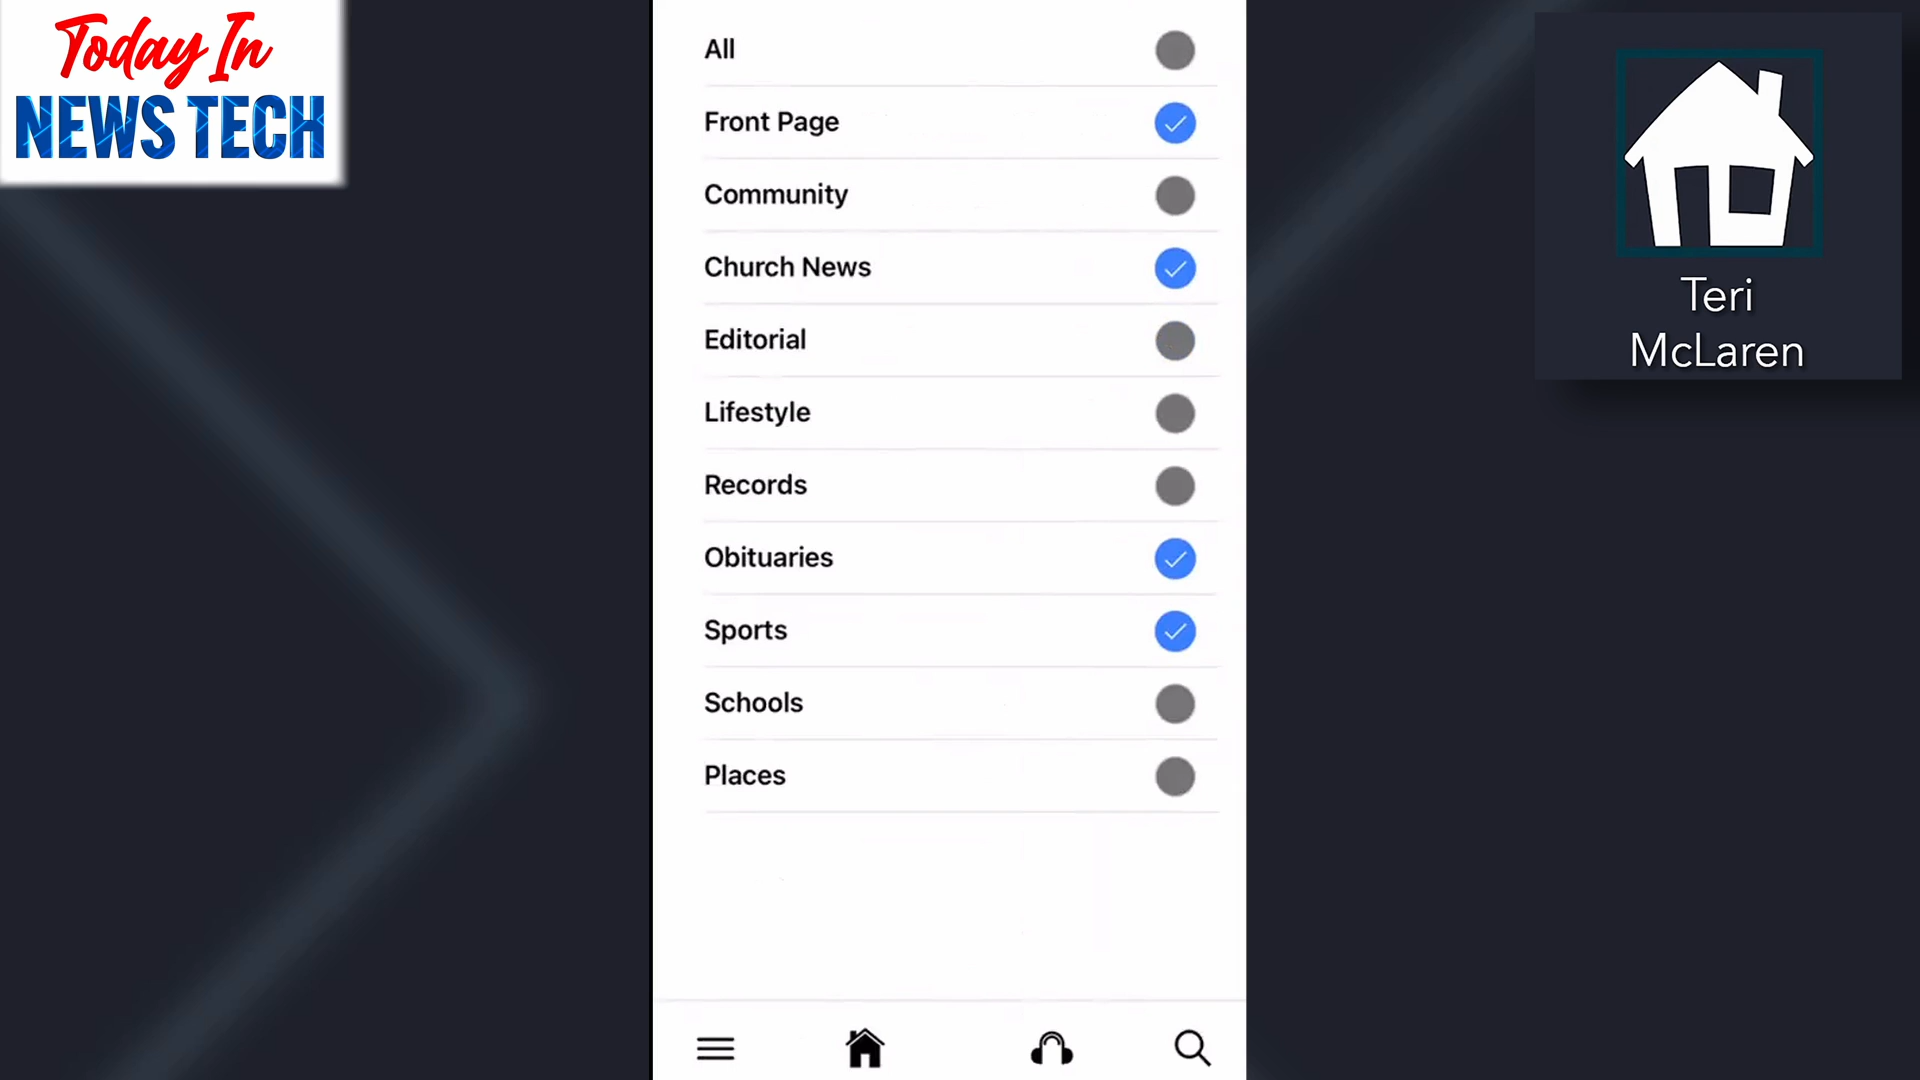 Today In
NEWS TECH
All
Front Page
Community
Church News
Editorial
Lifestyle
Records
Obituaries
Sports
Schools
Places
Teri
McLaren